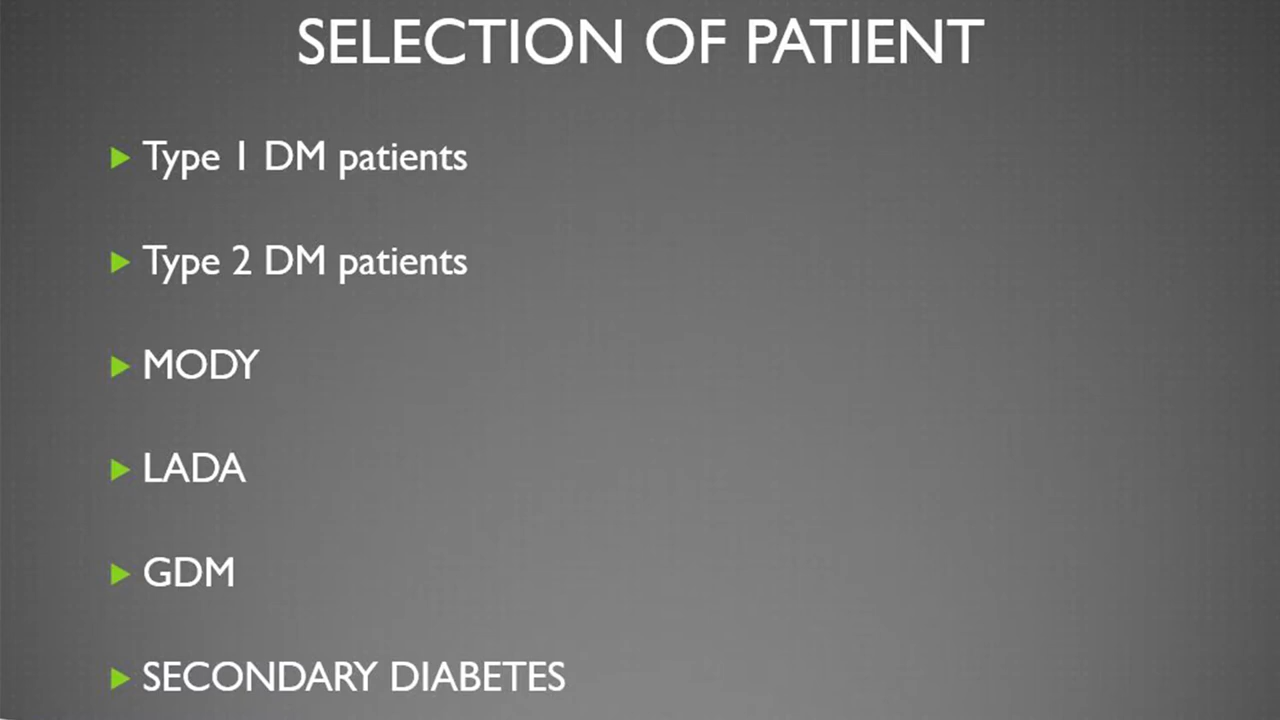 SELECTION OF PATIENT
Type 1 DM patients
Type 2 DM patients
MODY
LADA
GDM
SECONDARY DIABETES